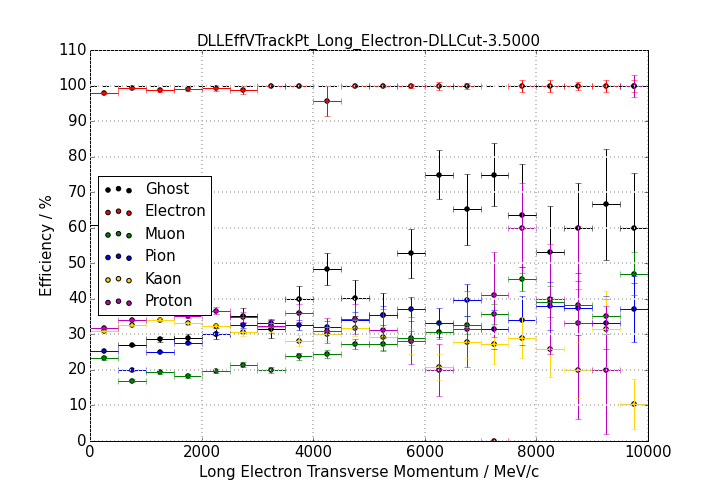 DLLEffVTrackPt_Long_Electron-DLLCut-3.5000
110
100
90
80
70
60
50
40
30
20
10
0
Efficiency / %
Ghost
Electron
Muon
Pion
Kaon
Proton
0 2000 4000 6000 8000 10000
Long Electron Transverse Momentum / MeV/c